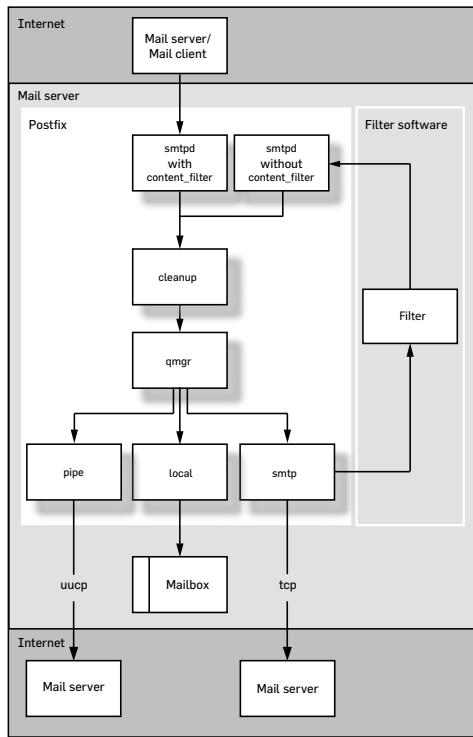 Internet
Mail server/
Mail client
Mail server
Postfix
Filter software
smtpd
with
content_filter
smtpd
without
content_filter
cleanup
Filter
qmgr
pipe
local
smtp
uucp
Mailbox
tcp
Internet
Mail server
Mail server